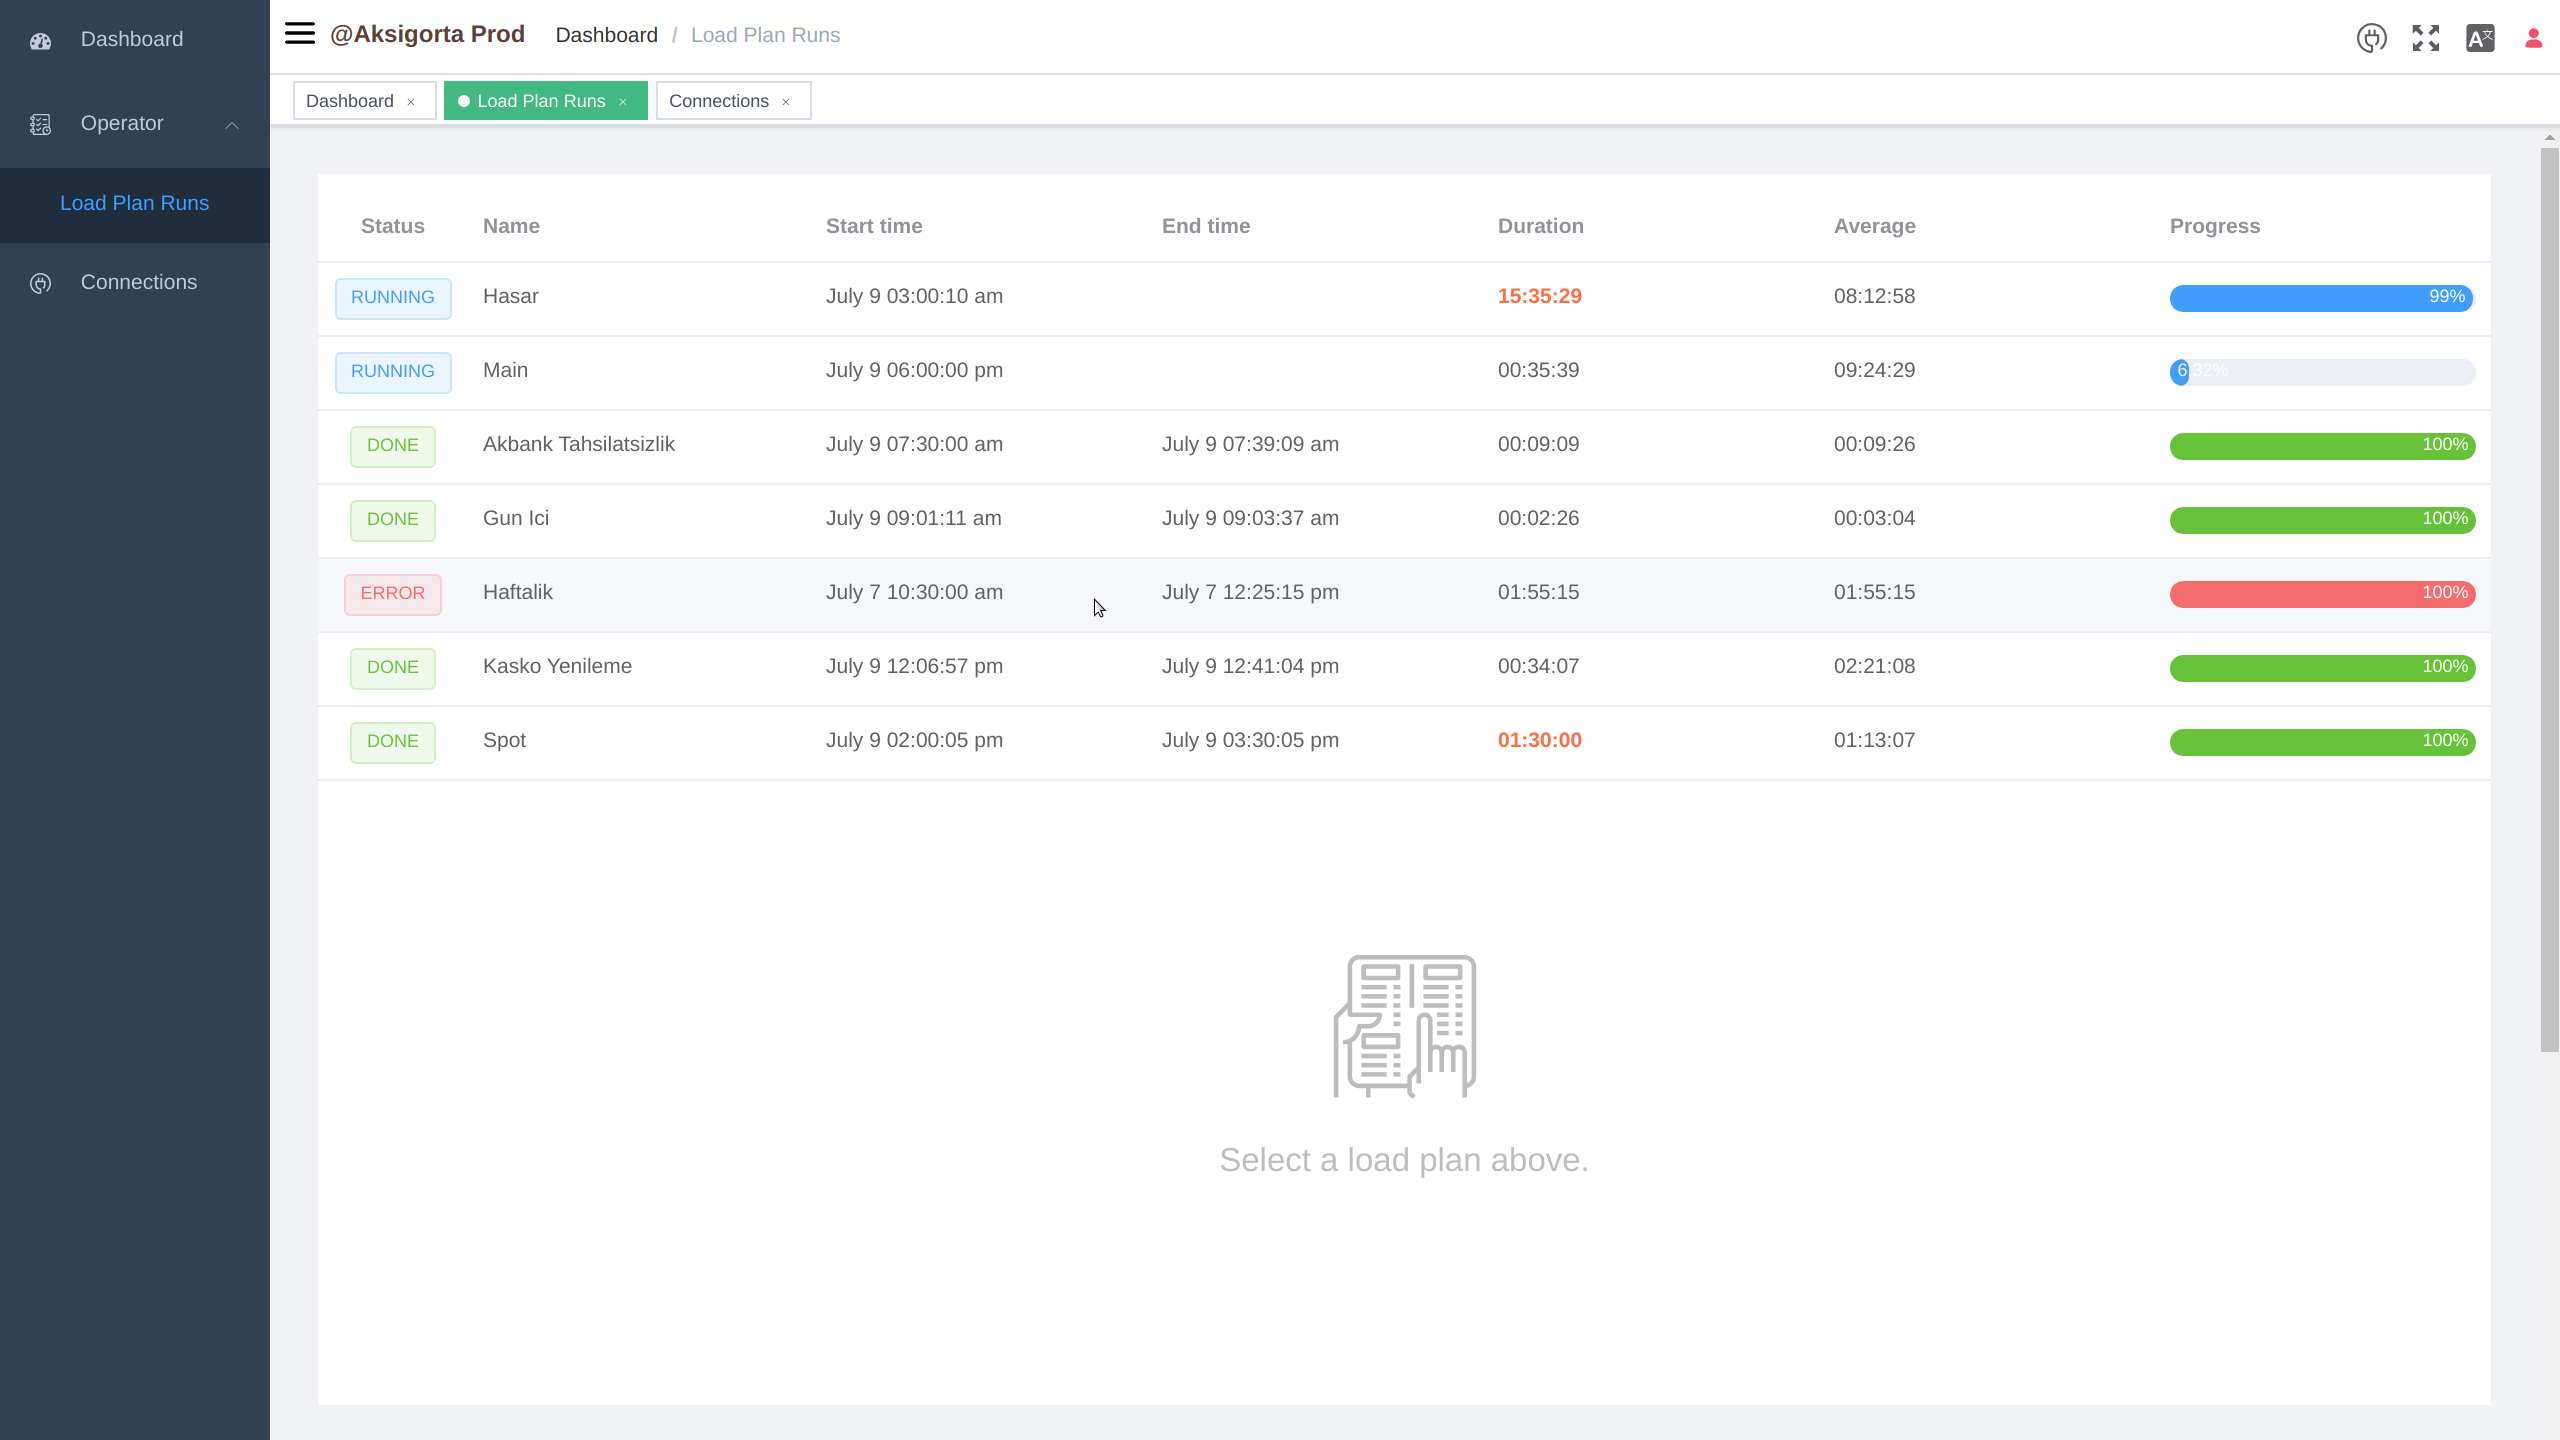 Dashboard
Operator
Load Plan Runs
Connections
@Aksigorta Prod Dashboard / Load Plan Runs
Dashboard × Load Plan Runs × Connections ×
Status Name Start time End time Duration Average Progress
RUNNING Hasar July 9 03:00:10 am 15:35:29 08:12:58 99%
RUNNING Main July 9 06:00:00 pm 00:35:39 09:24:29 6.32%
DONE Akbank Tahsilatsizlik July 9 07:30:00 am July 9 07:39:09 am 00:09:09 00:09:26 100%
DONE Gun Ici July 9 09:01:11 am July 9 09:03:37 am 00:02:26 00:03:04 100%
ERROR Haftalik July 7 10:30:00 am July 7 12:25:15 pm 01:55:15 01:55:15 100%
DONE Kasko Yenileme July 9 12:06:57 pm July 9 12:41:04 pm 00:34:07 02:21:08 100%
DONE Spot July 9 02:00:05 pm July 9 03:30:05 pm 01:30:00 01:13:07 100%
Select a load plan above.